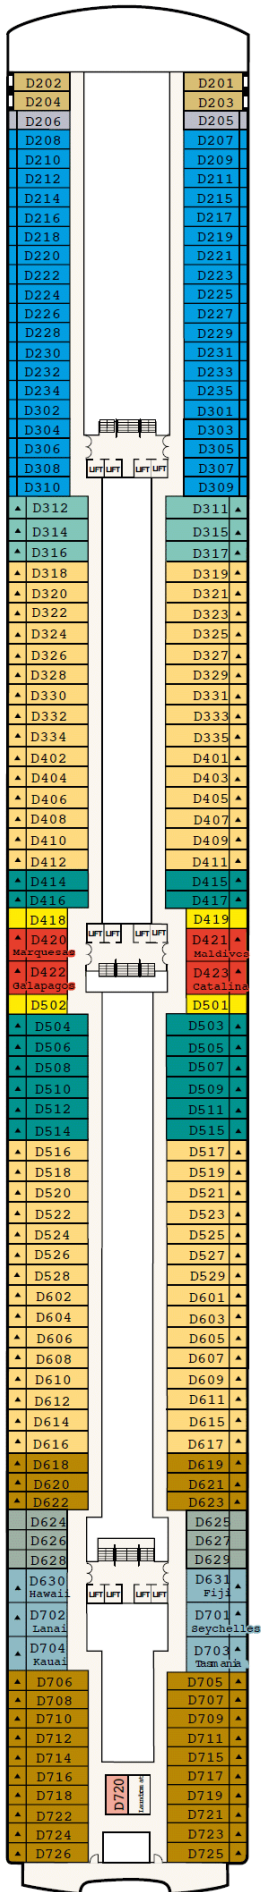 D202 D201
D204 D203
D206 D205
D208 D207
D210 D209
D212 D211
D214 D215
D216 D217
D218 D219
D220 D221
D222 D223
D224 D225
D226 D227
D228 D229
D230 D231
D232 D233
D234 D235
D302 D301
D304 D303
D306 D305
D308 LIFT LIFT LIFT LIFT D307
D310 D309
D312 D311
D314 D315
D316 D317
D318 D319
D320 D321
D322 D323
D324 D325
D326 D327
D328 D329
D330 D331
D332 D333
D334 D335
D402 D401
D404 D403
D406 D405
D408 D407
D410 D409
D412 D411
D414 D415
D416 D417
D418 D419
D420 LIFT LIFT LIFT LIFT D421
Marquesas Maldives
D422 D423
Galapagos Catalina
D502 D501
D504 D503
D506 D505
D508 D507
D510 D509
D512 D511
D514 D515
D516 D517
D518 D519
D520 D521
D522 D523
D524 D525
D526 D527
D528 D529
D602 D601
D604 D603
D606 D605
D608 D607
D610 D609
D612 D611
D614 D615
D616 D617
D618 D619
D620 D621
D622 D623
D624 D625
D626 D627
D628 D629
D630 D631
Hawaii LIFT LIFT LIFT LIFT Fiji
D702 D701
Lanai Seychelles
D704 D703
Kauai Tasmania
D706 D705
D708 D707
D710 D709
D712 D711
D714 D715
D716 D717
D718 D720 Laundromat D719
D722 D721
D724 D723
D726 D725